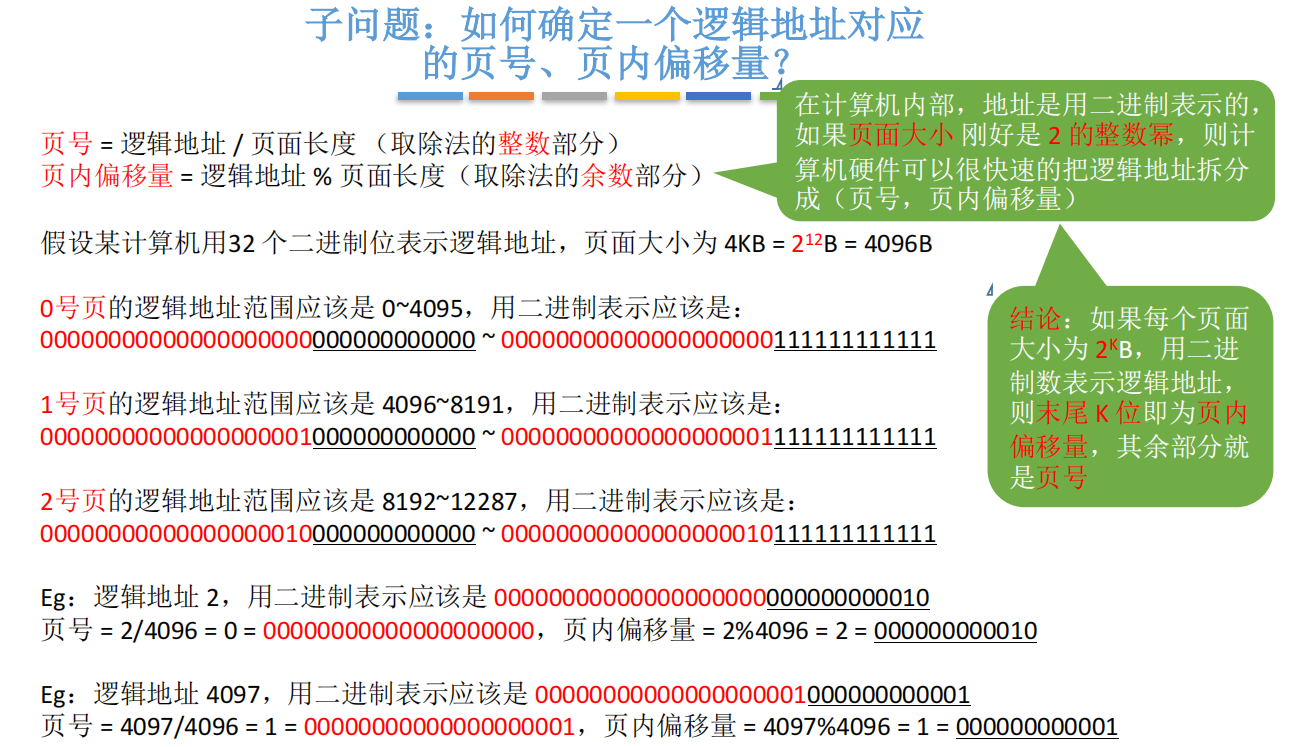 子问题：如何确定一个逻辑地址对应
的页号、页内偏移量？
在计算机内部，地址是用二进制表示的，
如果页面大小 刚好是 2 的整数幂，则计
算机硬件可以很快速的把逻辑地址拆分
成（页号，页内偏移量）
页号 = 逻辑地址 / 页面长度 （取除法的整数部分）
页内偏移量 = 逻辑地址 % 页面长度（取除法的余数部分）
假设某计算机用32 个二进制位表示逻辑地址，页面大小为 4KB = 2¹²B = 4096B
0号页的逻辑地址范围应该是 0~4095，用二进制表示应该是：
00000000000000000000000000000000 ~ 00000000000000000000111111111111
结论：如果每个页面
大小为 2ᴷB，用二进
制数表示逻辑地址，
则末尾 K 位即为页内
偏移量，其余部分就
是页号
1号页的逻辑地址范围应该是 4096~8191，用二进制表示应该是：
00000000000000000001000000000000 ~ 00000000000000000001111111111111
2号页的逻辑地址范围应该是 8192~12287，用二进制表示应该是：
00000000000000000010000000000000 ~ 00000000000000000010111111111111
Eg：逻辑地址 2，用二进制表示应该是 00000000000000000000000000000010
页号 = 2/4096 = 0 = 00000000000000000000，页内偏移量 = 2%4096 = 2 = 000000000010
Eg：逻辑地址 4097，用二进制表示应该是 00000000000000000001000000000001
页号 = 4097/4096 = 1 = 00000000000000000001，页内偏移量 = 4097%4096 = 1 = 000000000001